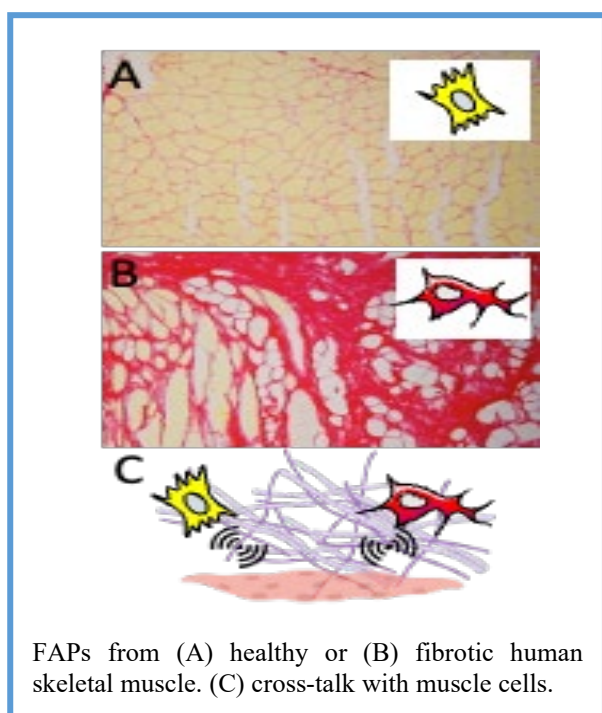 A
B
C
FAPs from (A) healthy or (B) fibrotic human
skeletal muscle. (C) cross-talk with muscle cells.